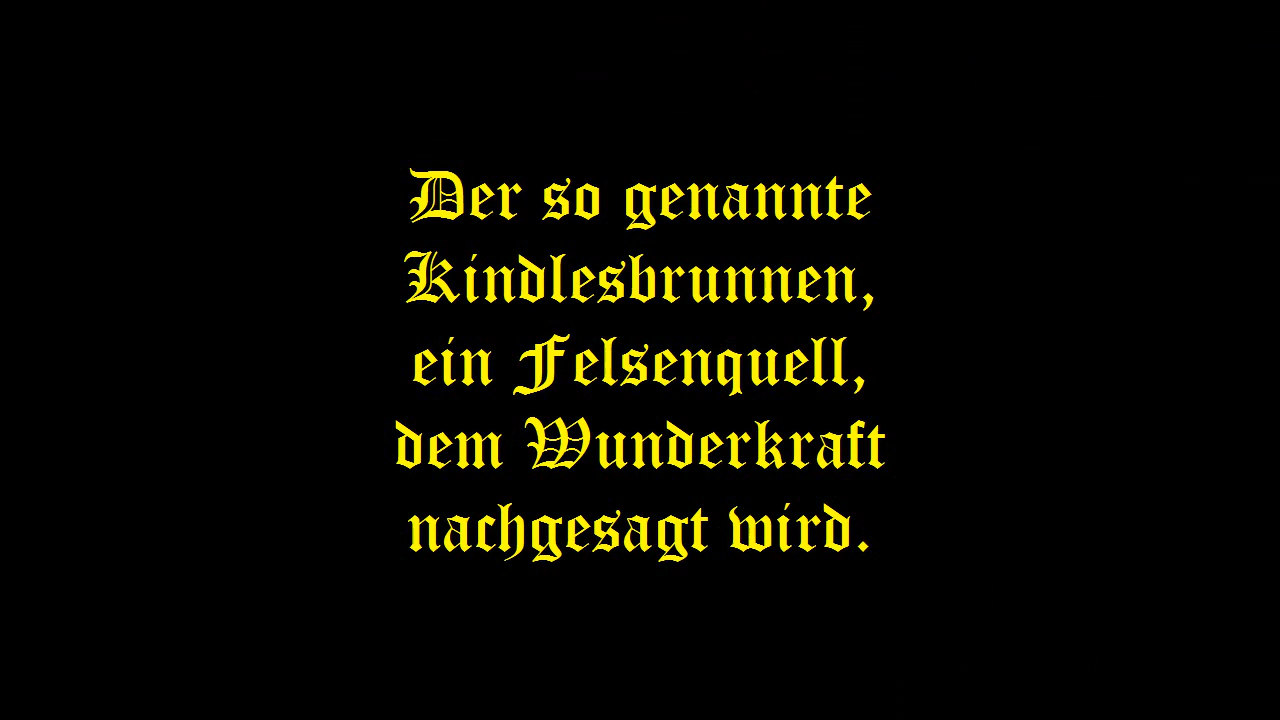 Der so genannte
Kindlesbrunnen,
ein Felsenquell,
dem Wunderkraft
nachgesagt wird.